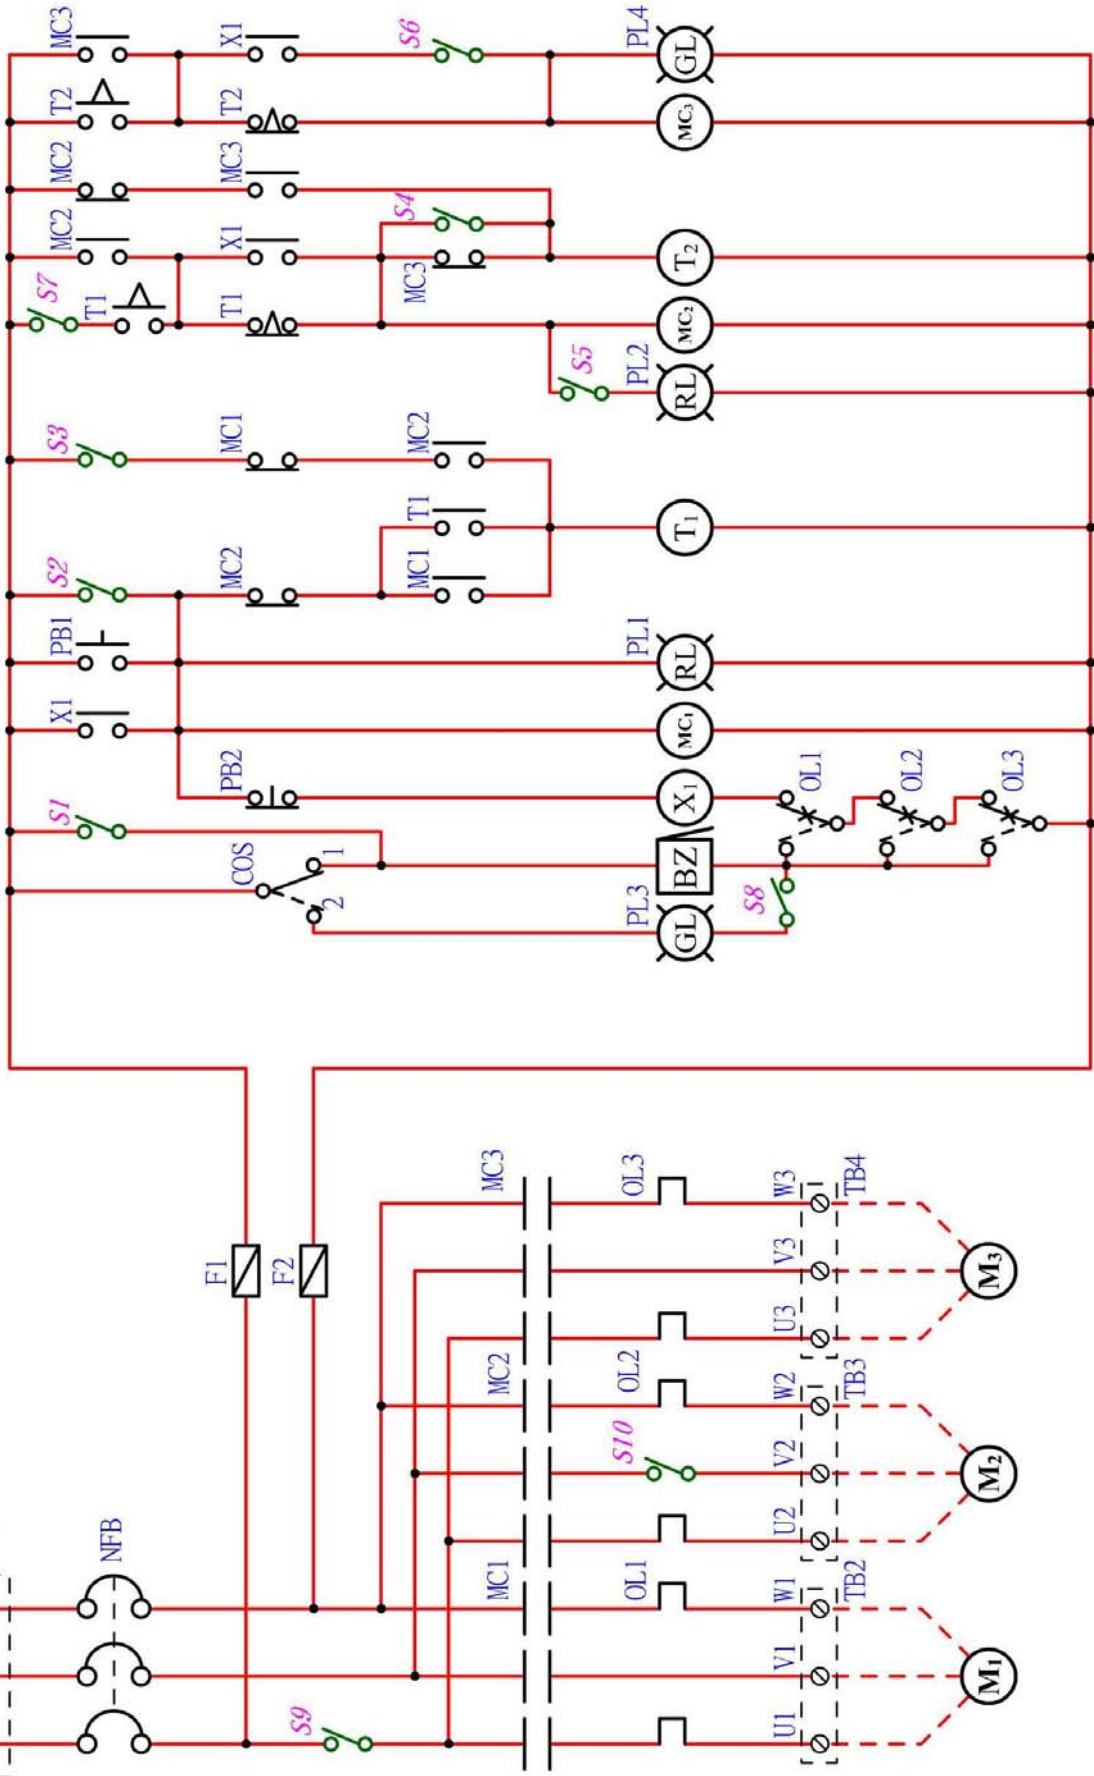 NFB
S9
F1
F2
MC1
MC2
MC3
OL1
OL2
S10
OL3
U1
V1
W1
U2
V2
W2
U3
V3
W3
TB2
TB3
TB4
M1
M2
M3
COS
2
1
S1
X1
PB1
S2
S3
S7
T1
MC2
MC2
T2
MC3
PB2
MC2
MC1
T1
X1
MC3
T2
X1
MC1
T1
MC2
MC3
S4
S6
S5
PL3
PL1
PL2
PL4
GL
BZ
X1
MC1
RL
T1
RL
MC2
T2
MC3
GL
S8
OL1
OL2
OL3